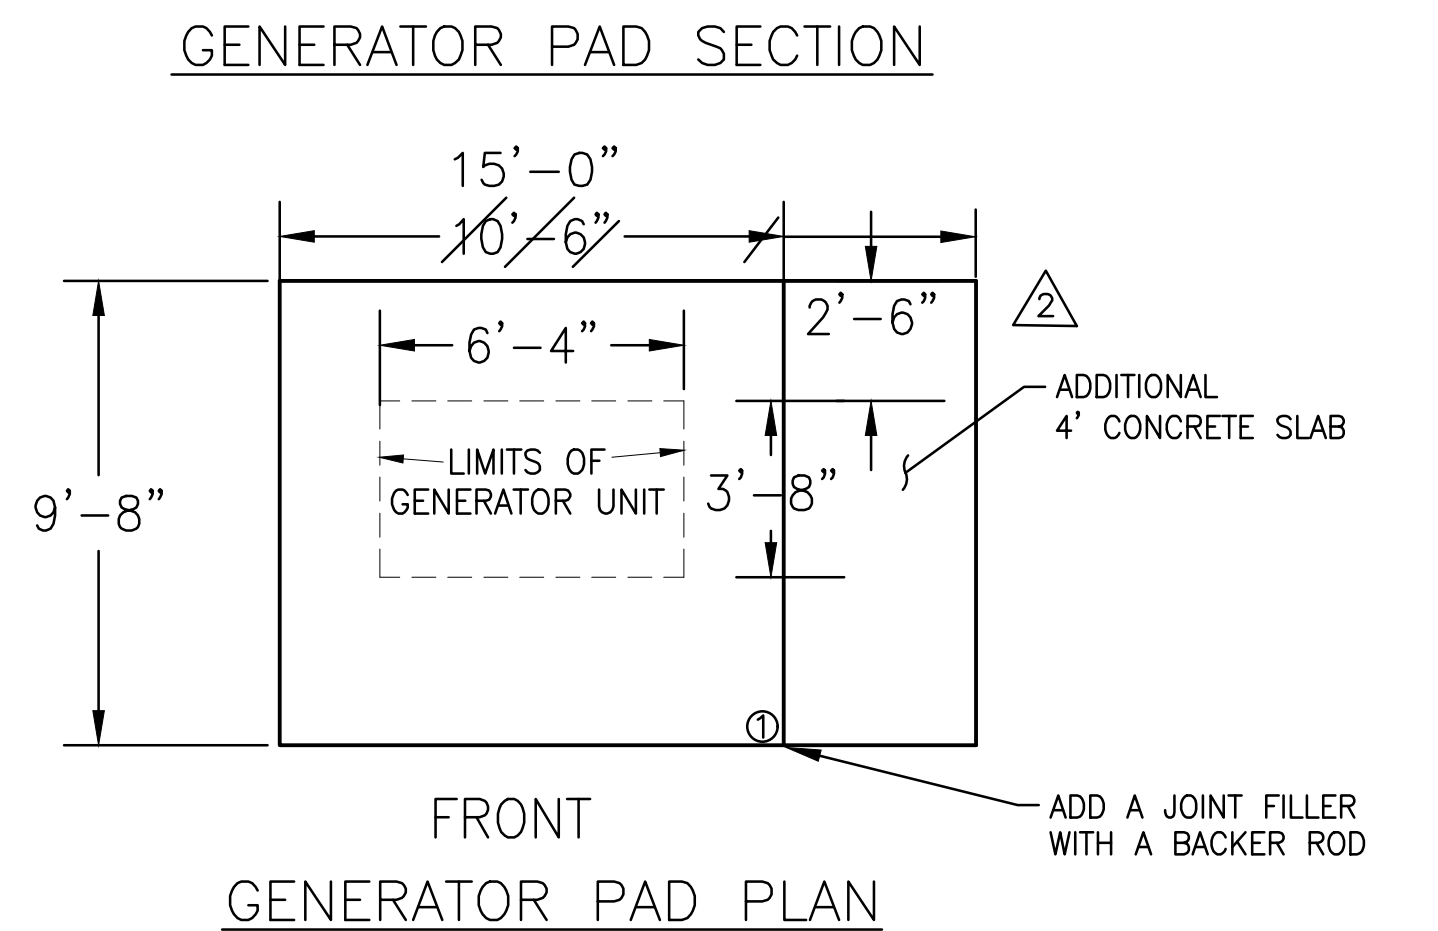 GENERATOR PAD SECTION
15'-0"
10'-6"
2'-6"
2
6'-4"
ADDITIONAL
4' CONCRETE SLAB
LIMITS OF
GENERATOR UNIT
3'-8"
9'-8"
1
ADD A JOINT FILLER
WITH A BACKER ROD
FRONT
GENERATOR PAD PLAN